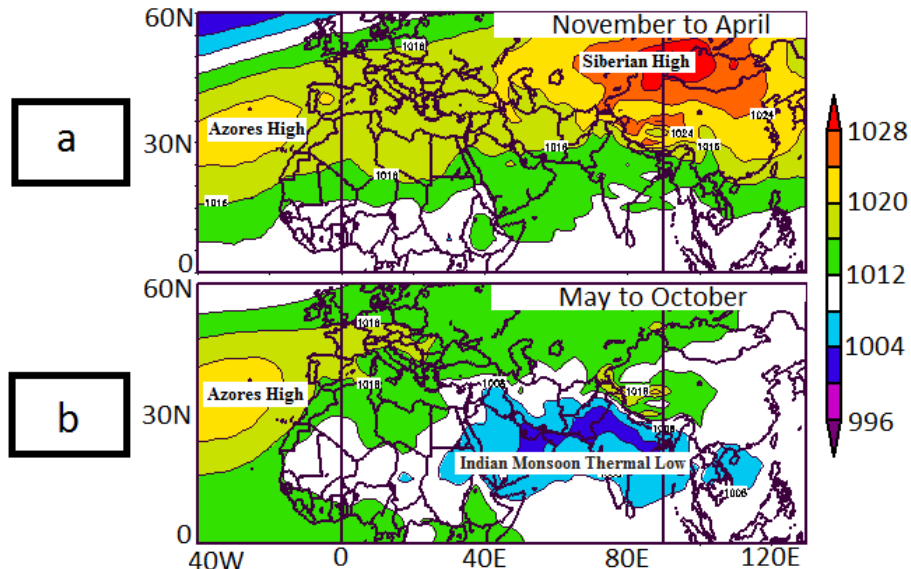 November to April
60N
1016
Siberian High
a
Azores High
1024
30N
1024
1016
1016
1016
1016
0
1028
1020
1012
1004
996
May to October
60N
1016
b
Azores High
1016
1008
1016
30N
1008
Indian Monsoon Thermal Low
1008
0
40W
0
40E
80E
120E